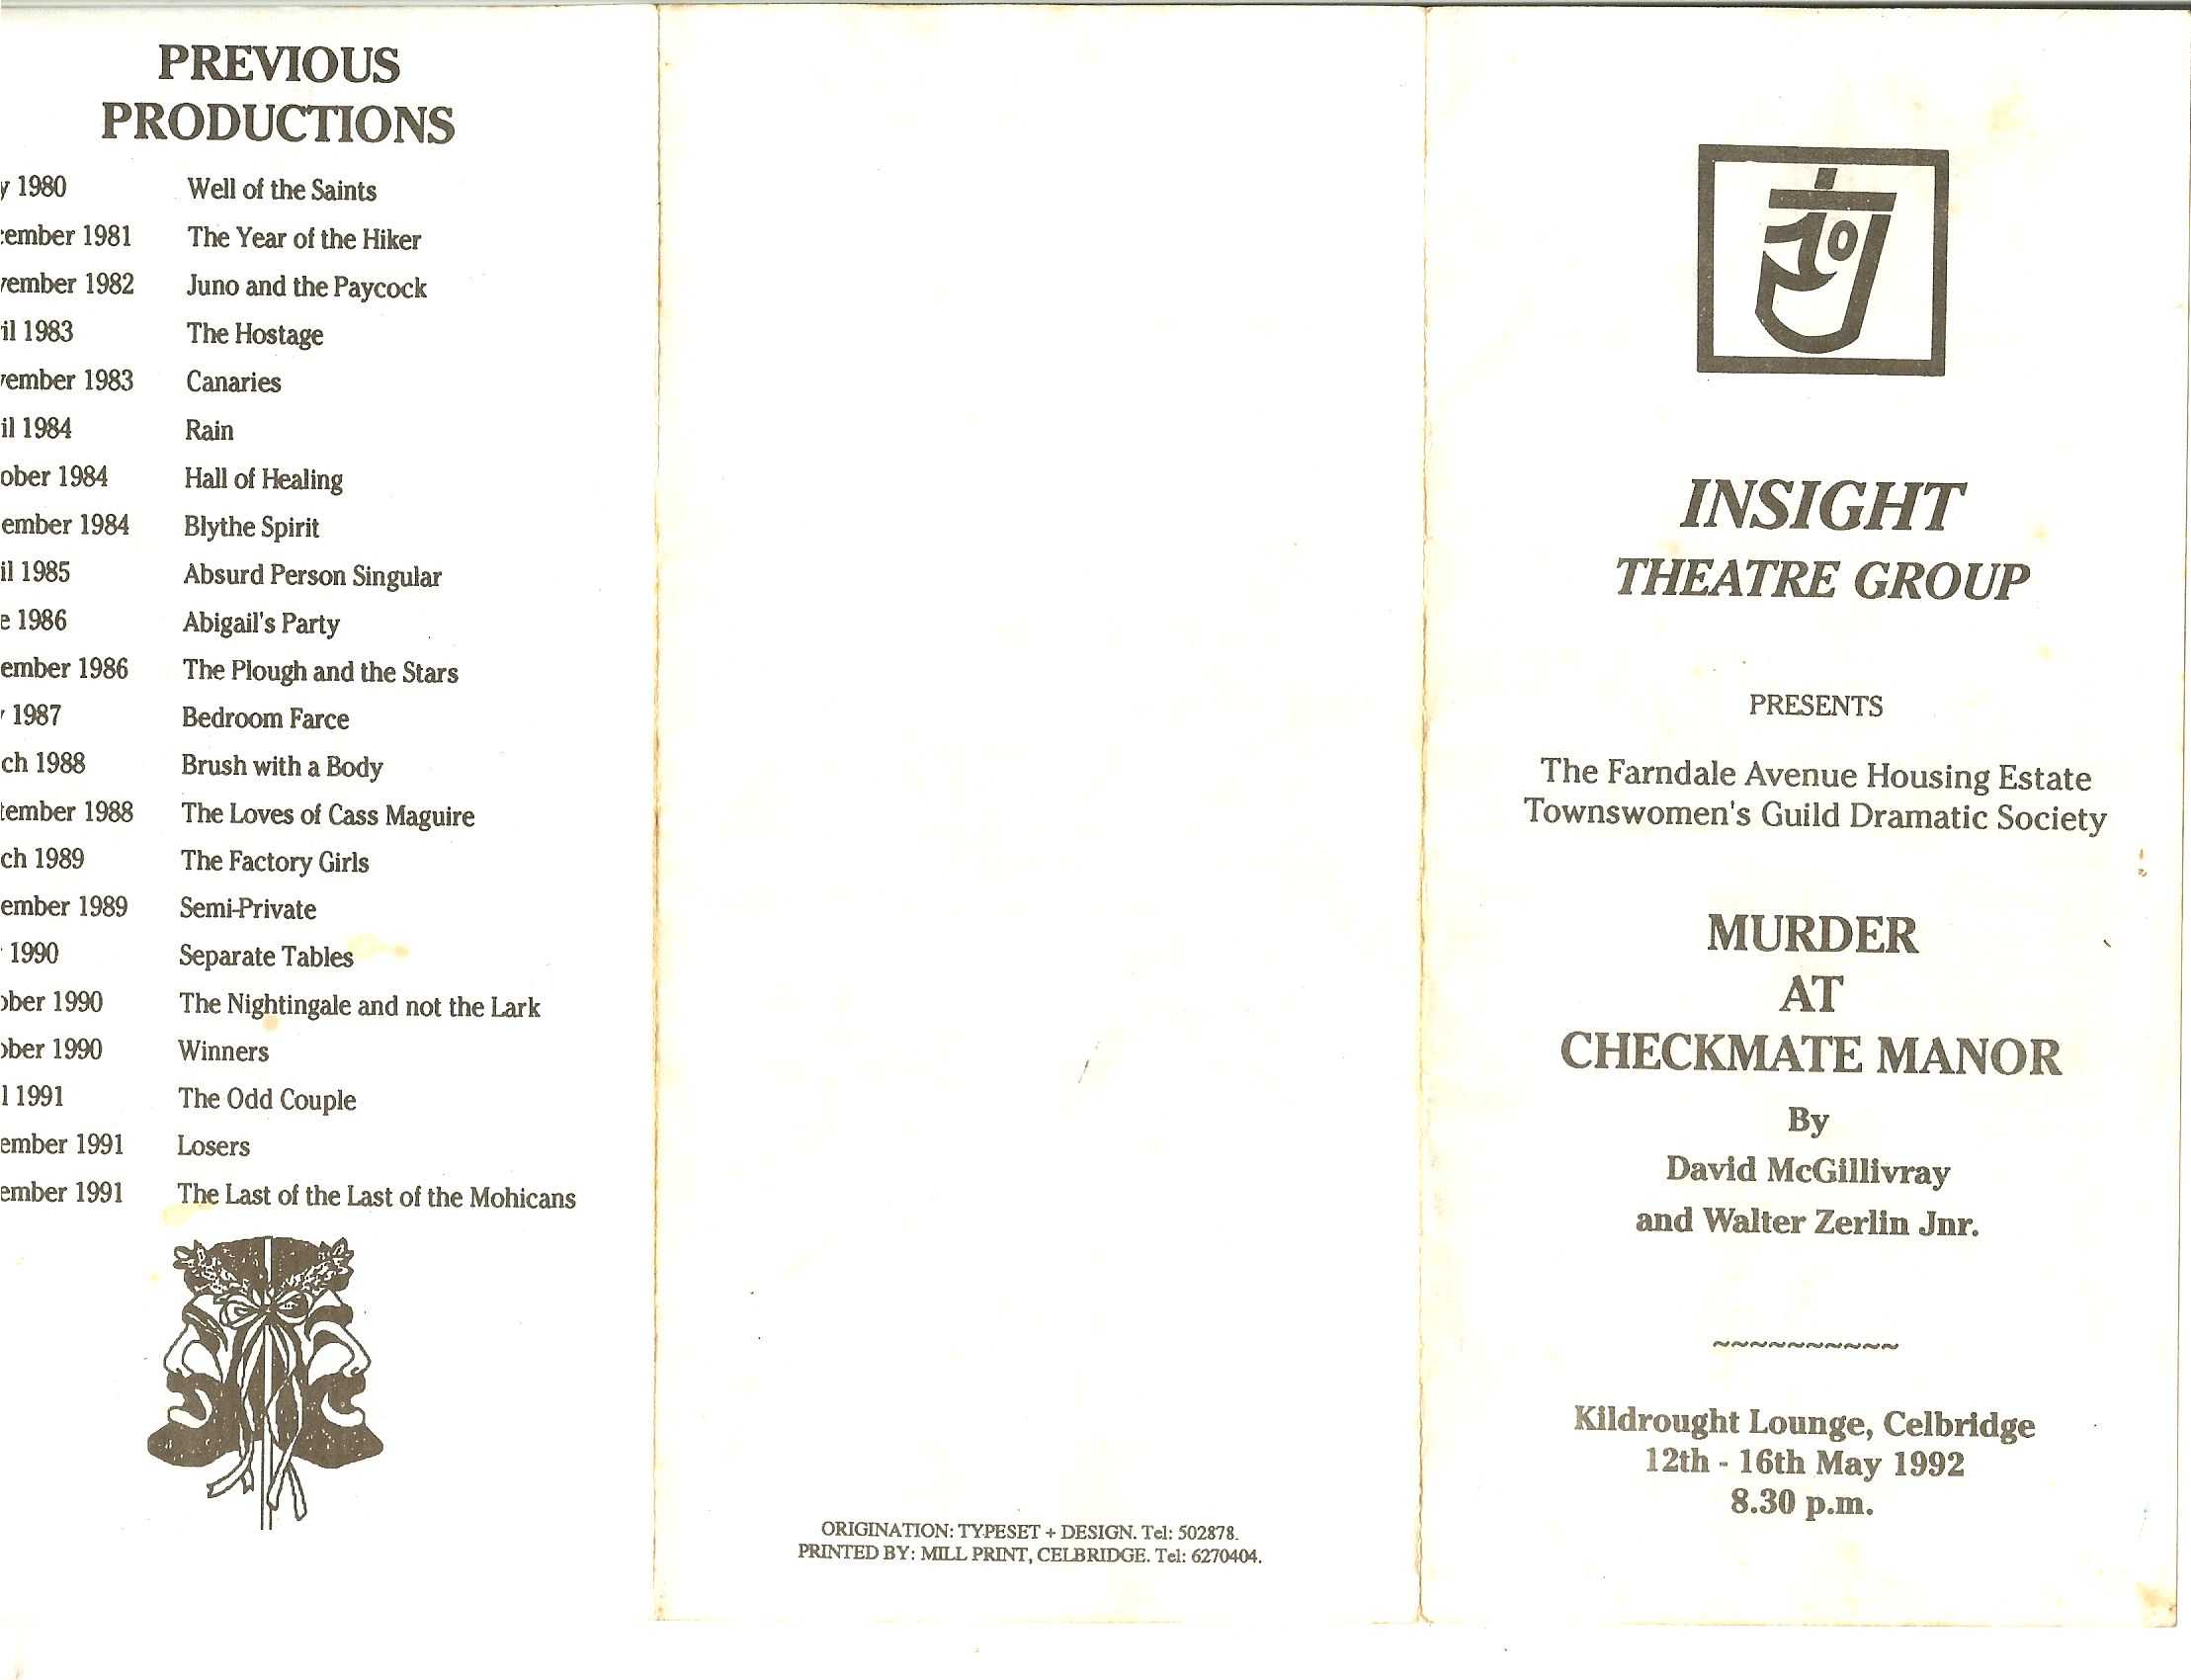 PREVIOUS
PRODUCTIONS
y 1980 Well of the Saints
cember 1981 The Year of the Hiker
vember 1982 Juno and the Paycock
ril 1983 The Hostage
vember 1983 Canaries
il 1984 Rain
ober 1984 Hall of Healing
ember 1984 Blythe Spirit
il 1985 Absurd Person Singular
e 1986 Abigail's Party
ember 1986 The Plough and the Stars
1987 Bedroom Farce
ch 1988 Brush with a Body
tember 1988 The Loves of Cass Maguire
ch 1989 The Factory Girls
ember 1989 Semi-Private
1990 Separate Tables
ober 1990 The Nightingale and not the Lark
ober 1990 Winners
l 1991 The Odd Couple
ember 1991 Losers
ember 1991 The Last of the Last of the Mohicans
ORIGINATION: TYPESET + DESIGN. Tel: 502878.
PRINTED BY: MILL PRINT, CELBRIDGE. Tel: 6270404.
INSIGHT
THEATRE GROUP
PRESENTS
The Farndale Avenue Housing Estate
Townswomen's Guild Dramatic Society
MURDER
AT
CHECKMATE MANOR
By
David McGillivray
and Walter Zerlin Jnr.
~~~~~~~~~~
Kildrought Lounge, Celbridge
12th - 16th May 1992
8.30 p.m.